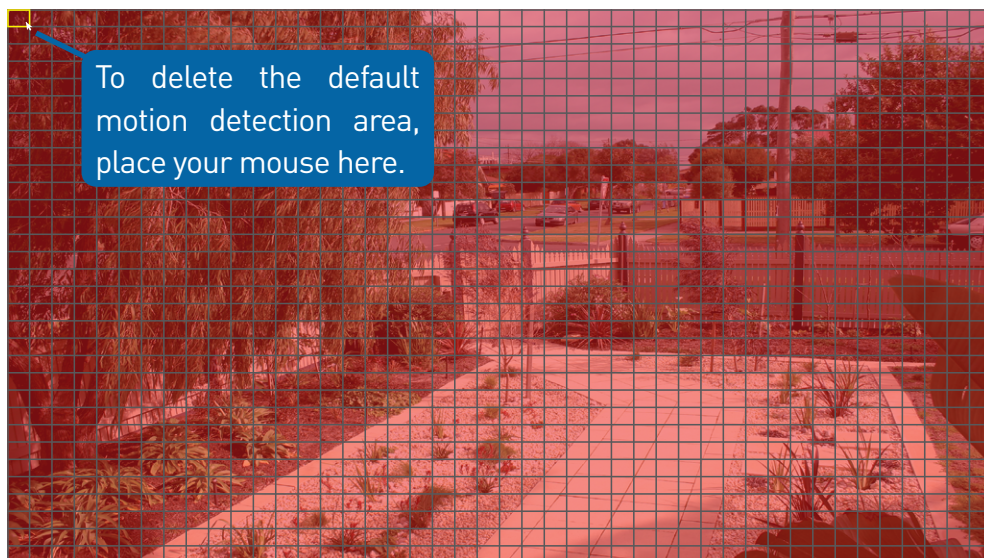 To delete the default
motion detection area,
place your mouse here.